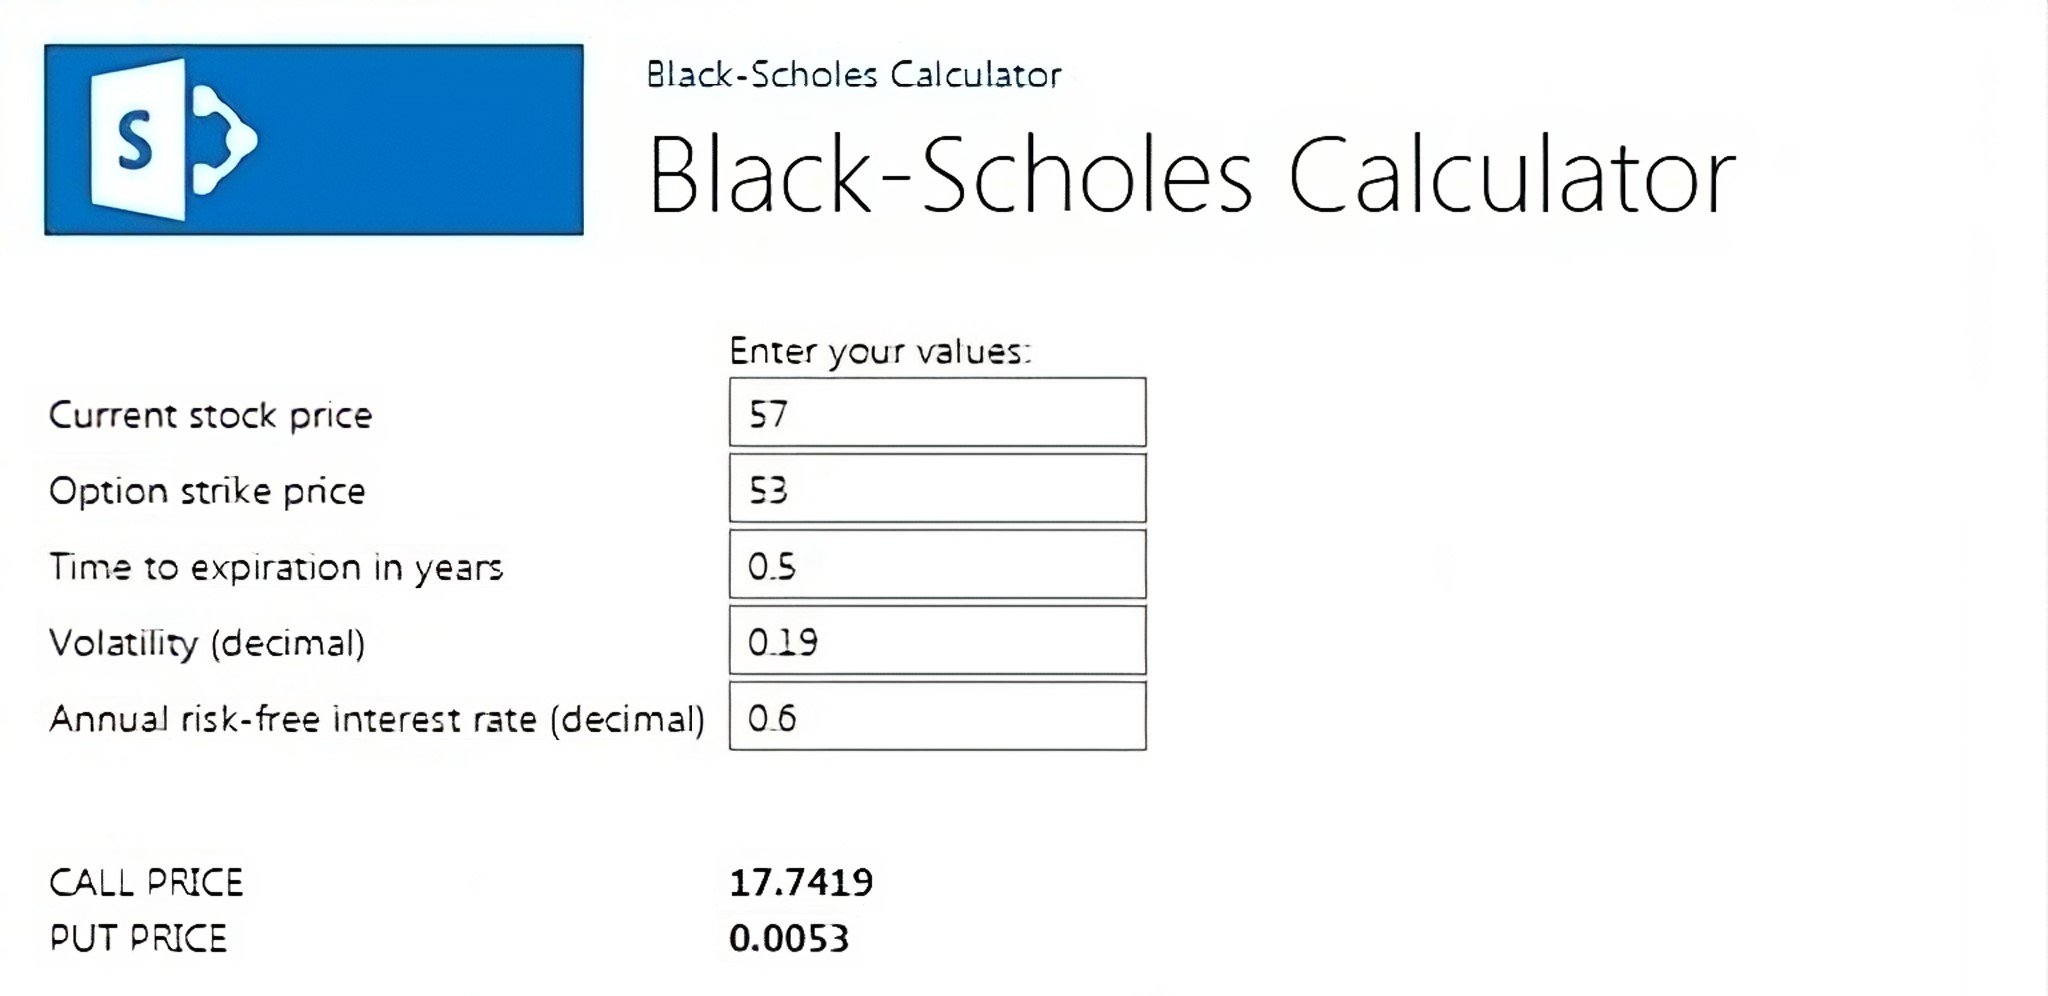 S
Black-Scholes Calculator
Black-Scholes Calculator
Enter your values:
Current stock price 57
Option strike price 53
Time to expiration in years 0.5
Volatility (decimal) 0.19
Annual risk-free interest rate (decimal) 0.6
CALL PRICE 17.7419
PUT PRICE 0.0053